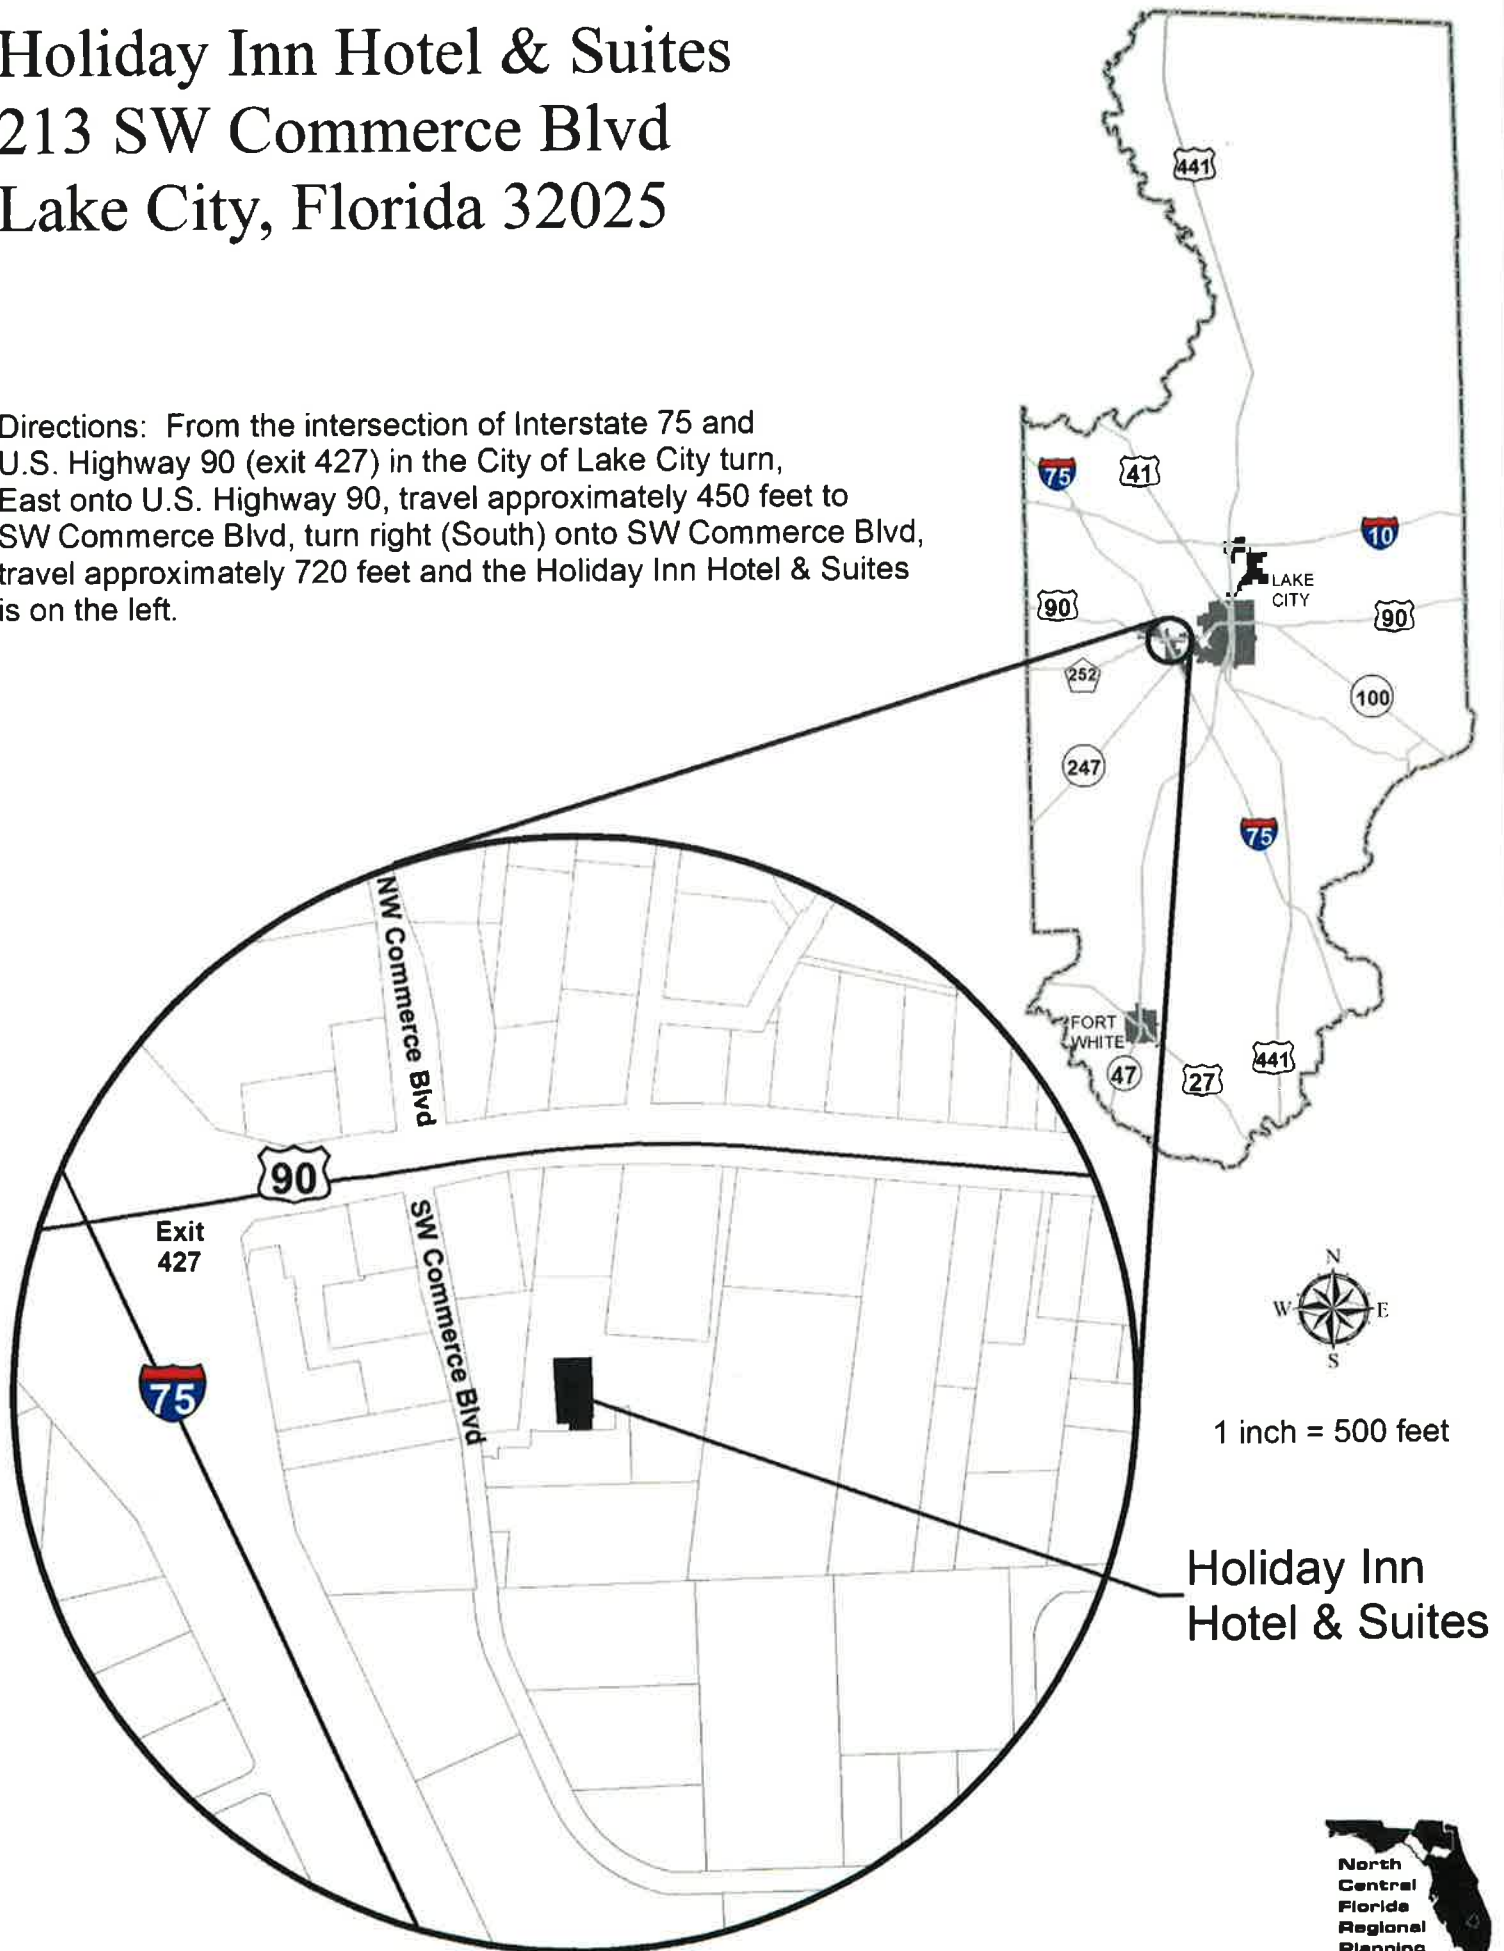 Holiday Inn Hotel & Suites
213 SW Commerce Blvd
Lake City, Florida 32025
Directions: From the intersection of Interstate 75 and
U.S. Highway 90 (exit 427) in the City of Lake City turn,
East onto U.S. Highway 90, travel approximately 450 feet to
SW Commerce Blvd, turn right (South) onto SW Commerce Blvd,
travel approximately 720 feet and the Holiday Inn Hotel & Suites
is on the left.
441
75
41
10
LAKE
CITY
90
90
252
100
247
75
FORT
WHITE
47
27
441
NW Commerce Blvd
90
Exit
427
SW Commerce Blvd
75
N
W
E
S
1 inch = 500 feet
Holiday Inn
Hotel & Suites
North
Central
Florida
Regional
Planning